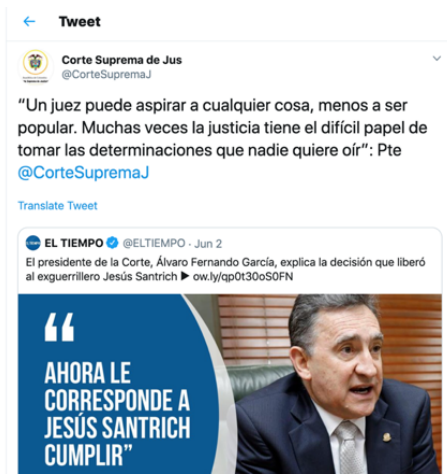 Tweet
Corte Suprema de Jus
@CorteSupremaJ
“Un juez puede aspirar a cualquier cosa, menos a ser
popular. Muchas veces la justicia tiene el difícil papel de
tomar las determinaciones que nadie quiere oír”: Pte
@CorteSupremaJ
Translate Tweet
EL TIEMPO @ELTIEMPO · Jun 2
El presidente de la Corte, Álvaro Fernando García, explica la decisión que liberó
al exguerrillero Jesús Santrich ▶ ow.ly/qp0t30oS0FN
“
AHORA LE
CORRESPONDE A
JESÚS SANTRICH
CUMPLIR”